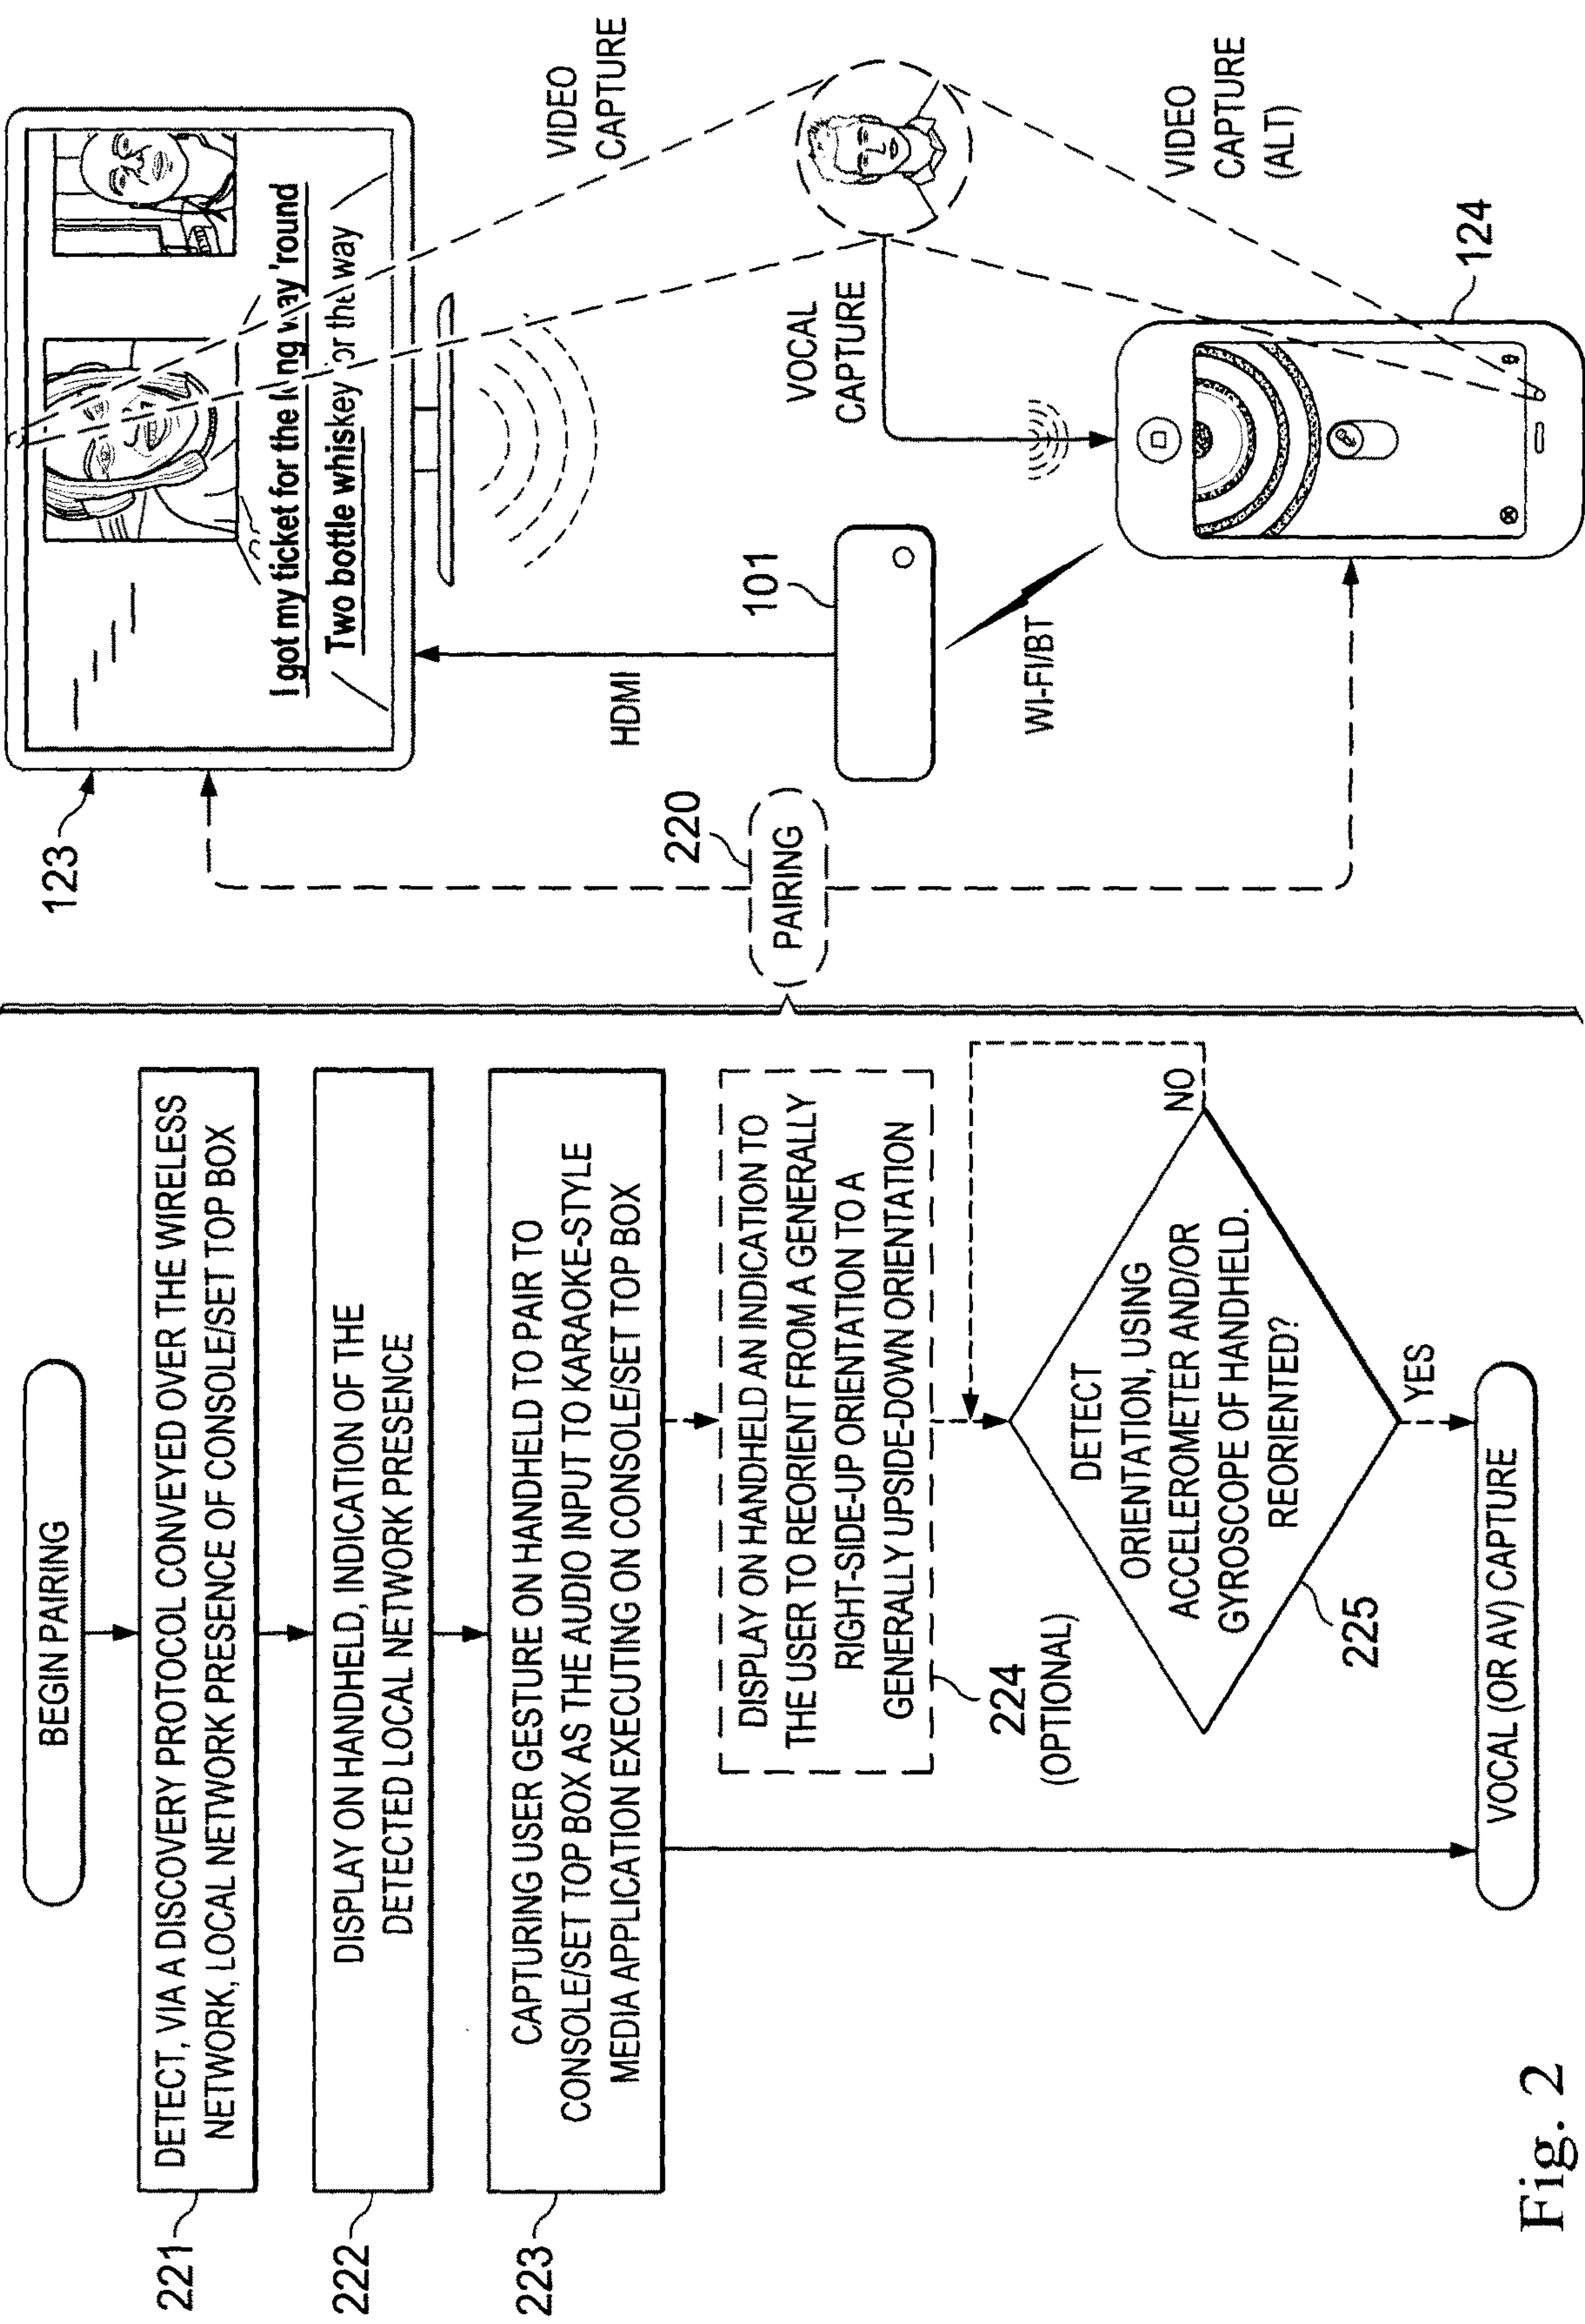 BEGIN PAIRING
221
DETECT, VIA A DISCOVERY PROTOCOL CONVEYED OVER THE WIRELESS
NETWORK, LOCAL NETWORK PRESENCE OF CONSOLE/SET TOP BOX
222
DISPLAY ON HANDHELD, INDICATION OF THE
DETECTED LOCAL NETWORK PRESENCE
223
CAPTURING USER GESTURE ON HANDHELD TO PAIR TO
CONSOLE/SET TOP BOX AS THE AUDIO INPUT TO KARAOKE-STYLE
MEDIA APPLICATION EXECUTING ON CONSOLE/SET TOP BOX
DISPLAY ON HANDHELD AN INDICATION TO
THE USER TO REORIENT FROM A GENERALLY
RIGHT-SIDE-UP ORIENTATION TO A
GENERALLY UPSIDE-DOWN ORIENTATION
224
(OPTIONAL)
DETECT
ORIENTATION, USING
ACCELEROMETER AND/OR
GYROSCOPE OF HANDHELD.
REORIENTED?
225
NO
YES
VOCAL (OR AV) CAPTURE
123
I got my ticket for the long way 'round
Two bottle whiskey for the way
VIDEO
CAPTURE
HDMI
220
PAIRING
101
VOCAL
CAPTURE
WI-FI/BT
VIDEO
CAPTURE
(ALT)
124
Fig. 2